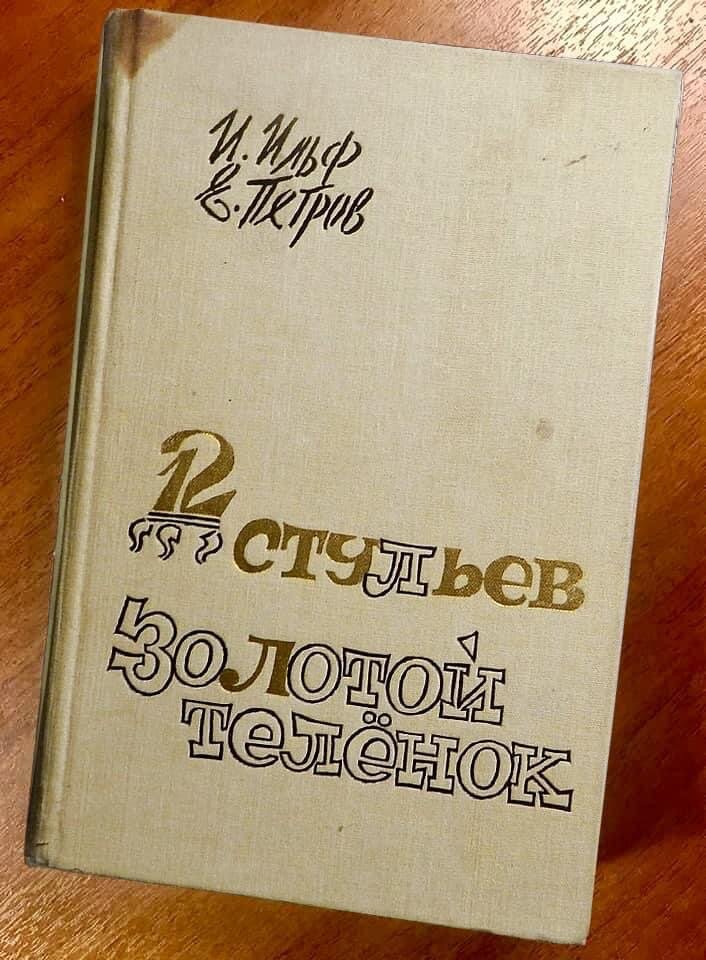 И. Ильф
Е. Петров
12 стульев
Золотой
телёнок